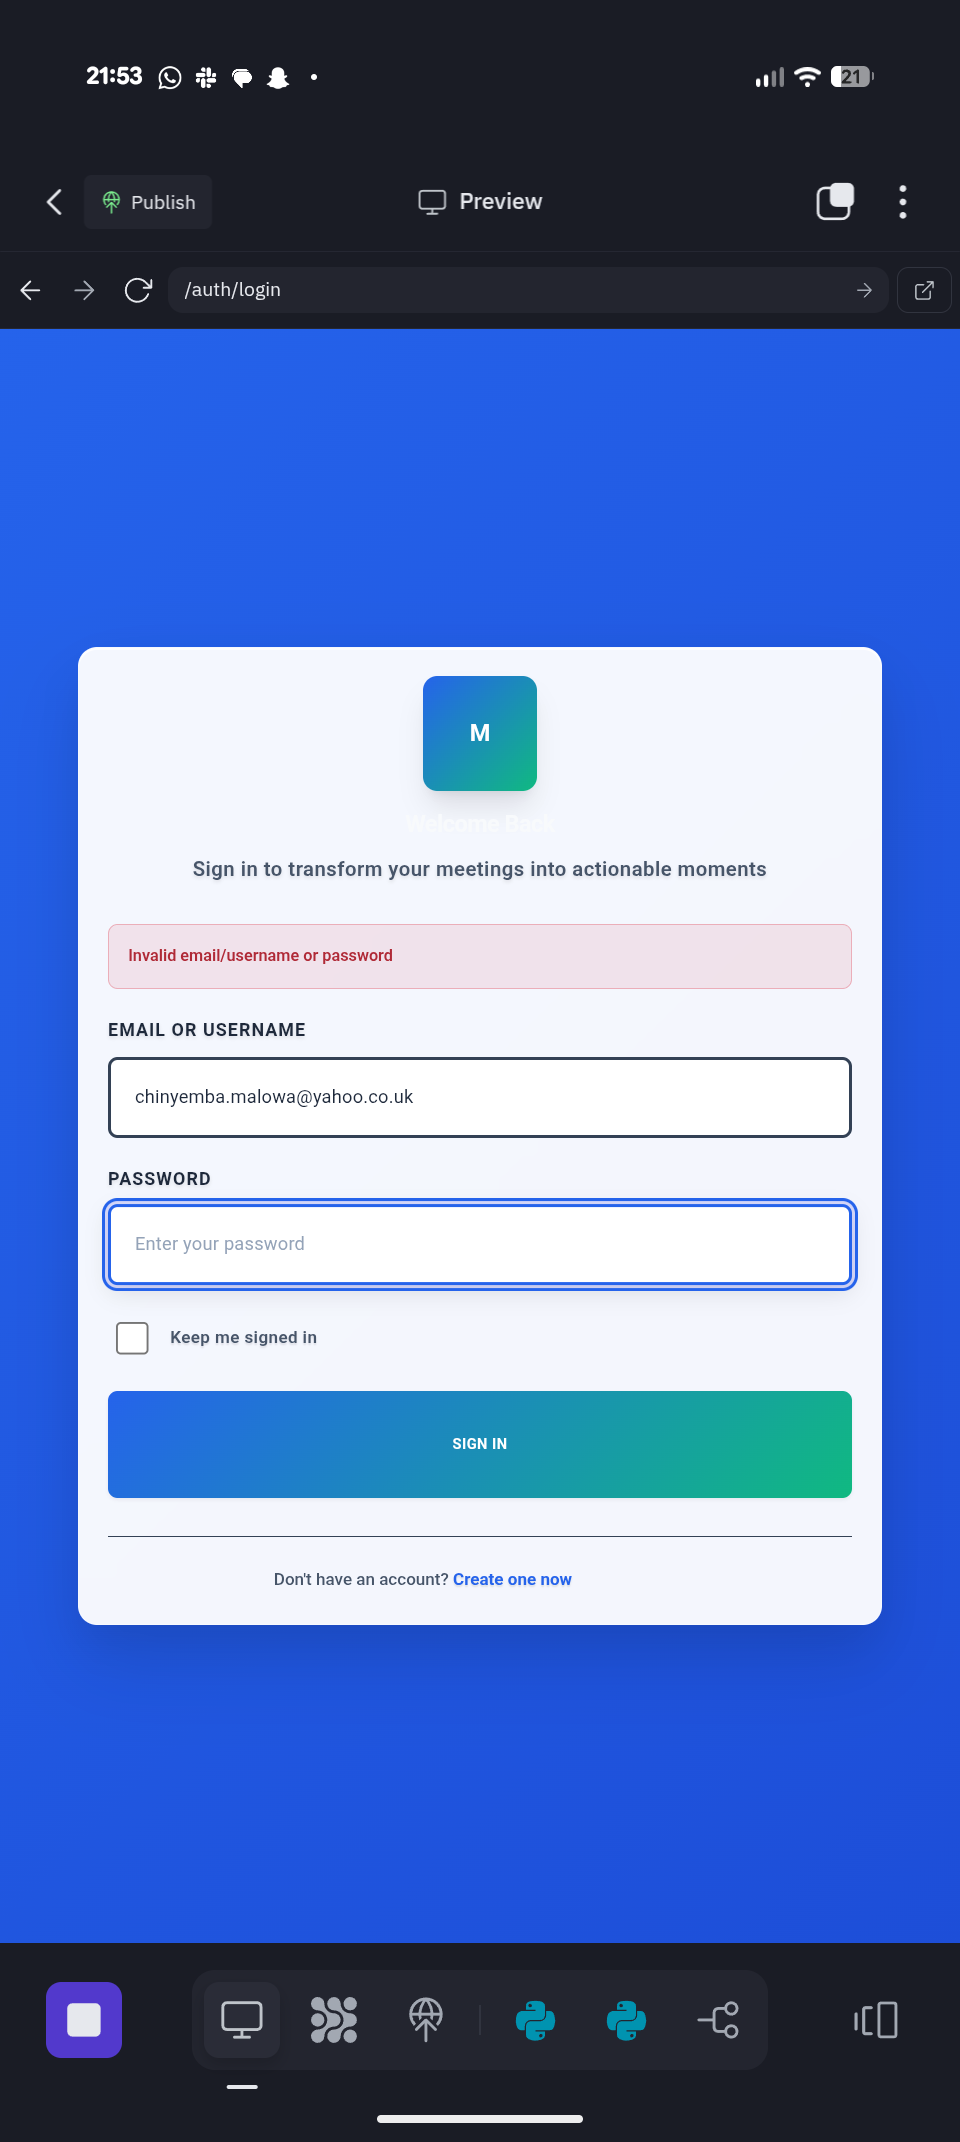 21:53
21
Publish
Preview
/auth/login
M
Welcome Back
Sign in to transform your meetings into actionable moments
Invalid email/username or password
EMAIL OR USERNAME
chinyemba.malowa@yahoo.co.uk
PASSWORD
Enter your password
Keep me signed in
SIGN IN
Don't have an account? Create one now